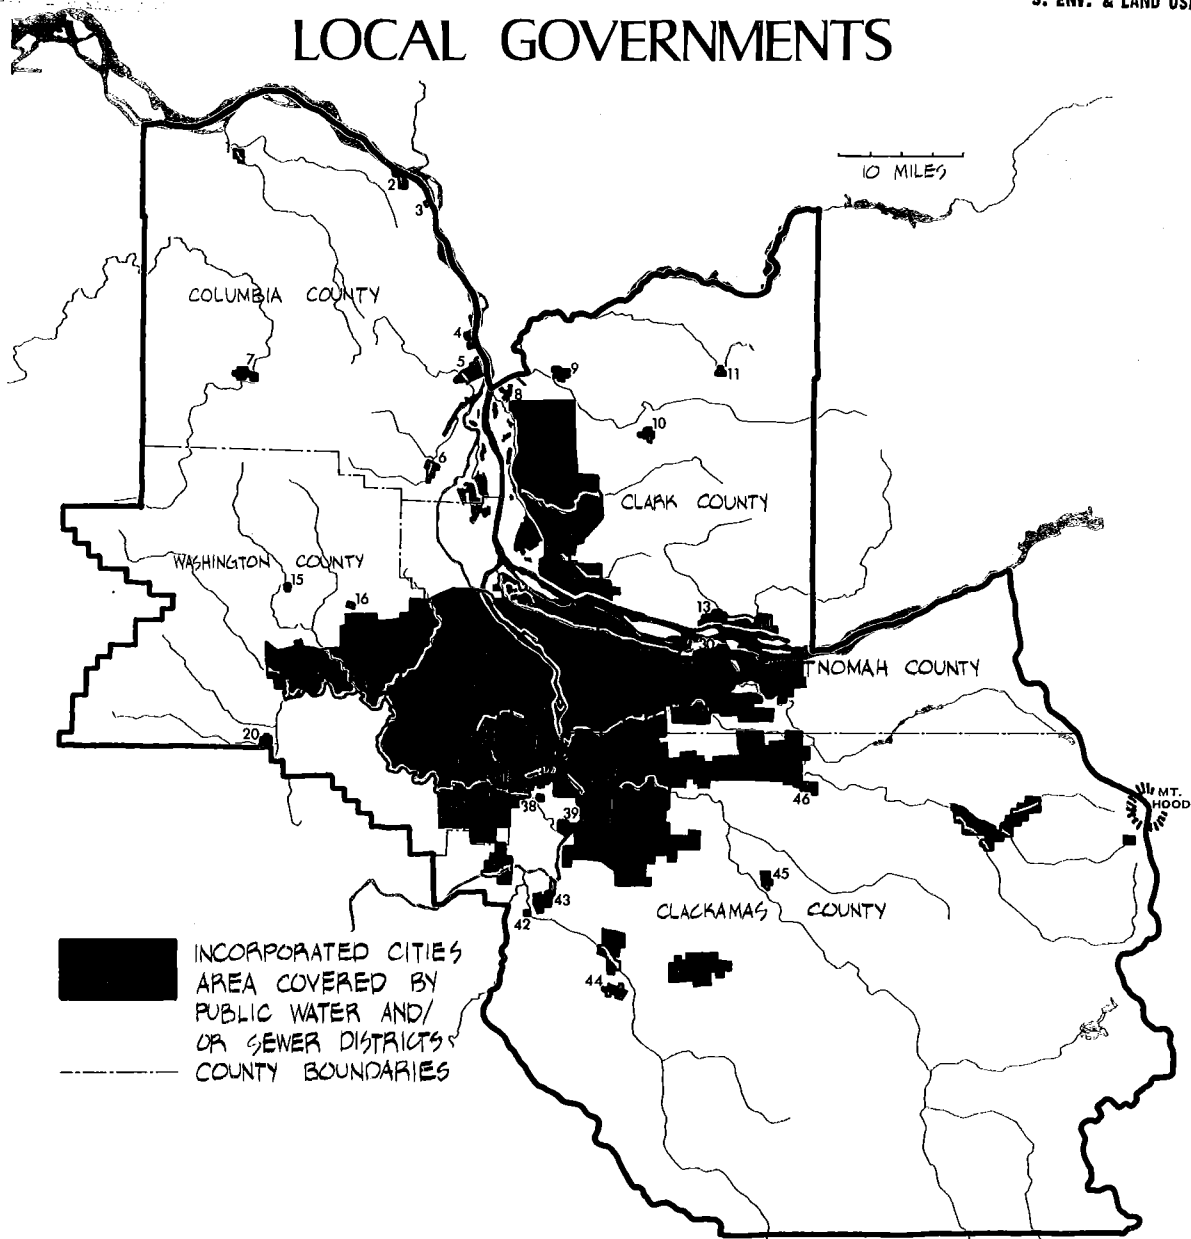 LOCAL GOVERNMENTS
10 MILES
1
2
3
COLUMBIA COUNTY
4
5
7
9
11
8
10
6
CLARK COUNTY
WASHINGTON COUNTY
15
16
13
30
TNOMAH COUNTY
20
38
39
46
MT.
HOOD
45
43
42
CLACKAMAS COUNTY
44
INCORPORATED CITIES
AREA COVERED BY
PUBLIC WATER AND/
OR SEWER DISTRICTS
COUNTY BOUNDARIES